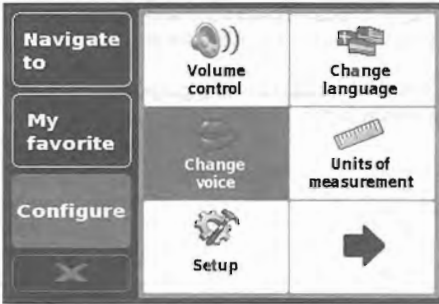 Navigate
to
My
favorite
Configure
Volume
control
Change
language
Change
voice
Units of
measurement
Setup